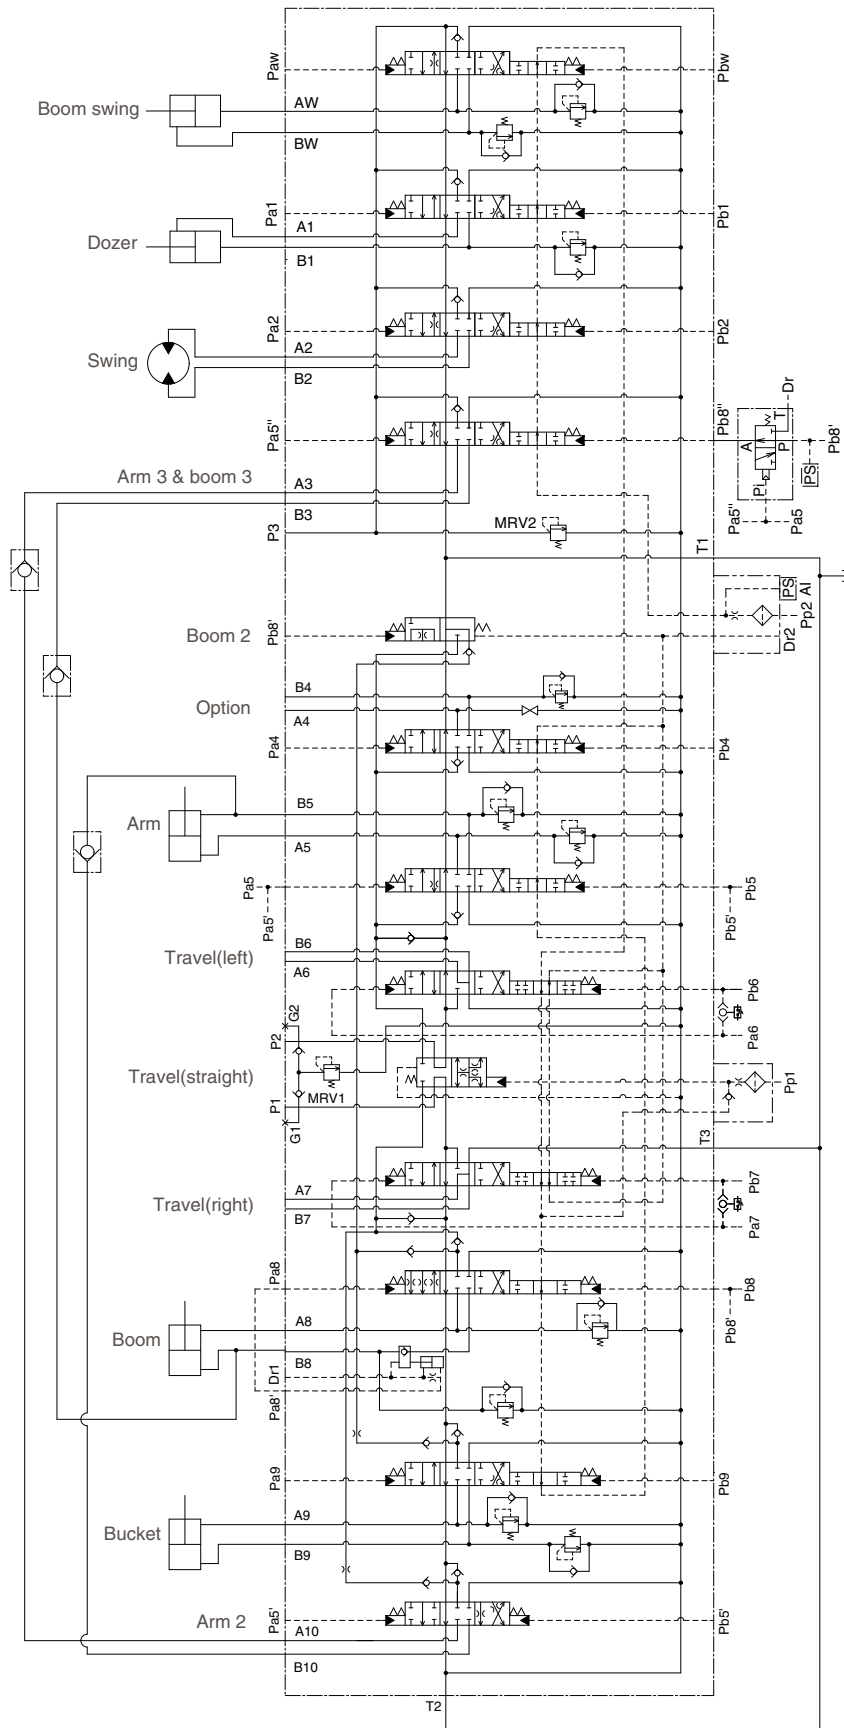 Paw
Pbw
Boom swing
AW
BW
Pa1
Pb1
A1
Dozer
B1
Pa2
Pb2
A2
Swing
B2
Pa5"
Pb8"
Dr
T
A
P
Pb8'
PS
Pi
Pa5"
Pa5
Arm 3 & boom 3
A3
B3
P3
MRV2
T1
PS
AI
Pp2
Dr2
Boom 2
Pb8'
B4
Option
A4
Pa4
Pb4
B5
Arm
A5
Pa5
Pa5'
Pb5
Pb5'
B6
Travel(left)
A6
Pb6
Pa6
G2
P2
Travel(straight)
MRV1
P1
G1
Pp1
T3
A7
Travel(right)
B7
Pb7
Pa7
Pa8
Pb8
Pb8'
A8
Boom
B8
Dr1
Pa8'
Pa9
Pb9
A9
Bucket
B9
Pa5'
Pb5'
Arm 2
A10
B10
T2